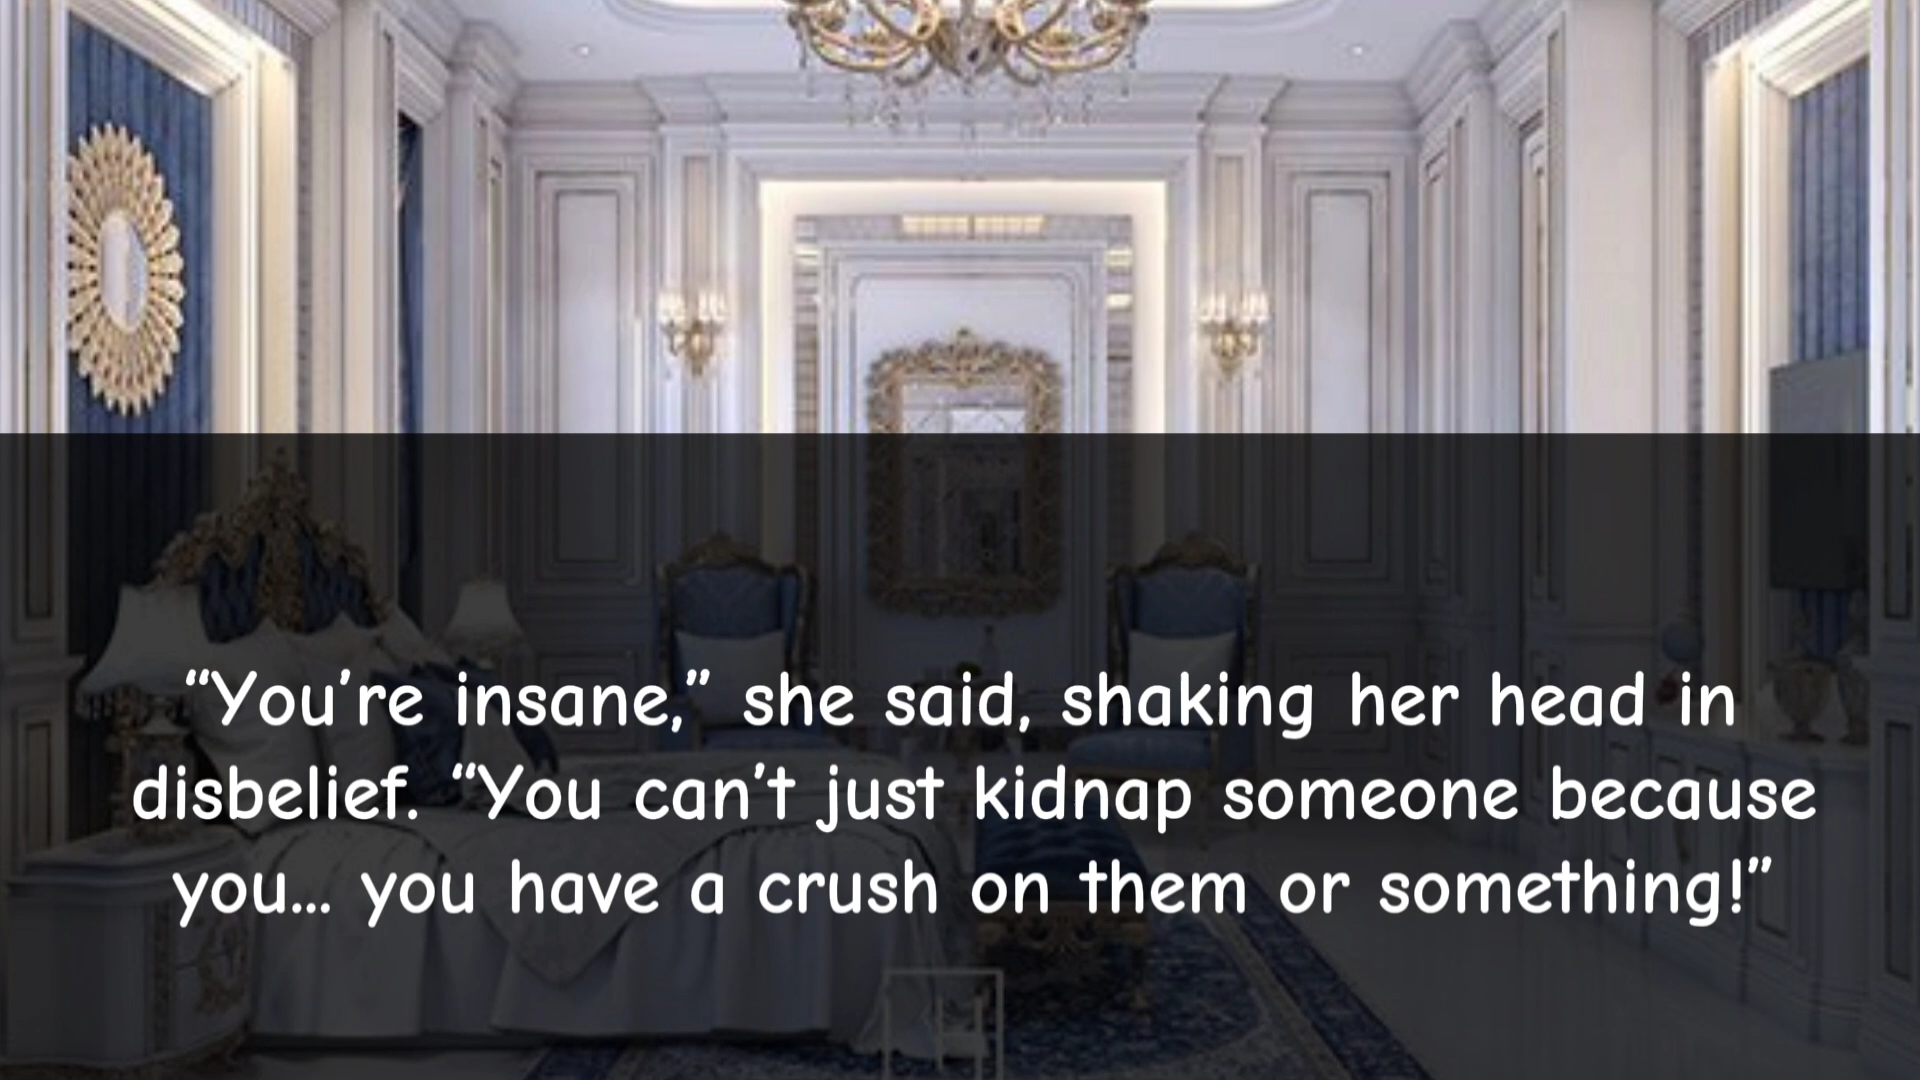 “You’re insane,” she said, shaking her head in
disbelief. “You can’t just kidnap someone because
you... you have a crush on them or something!”